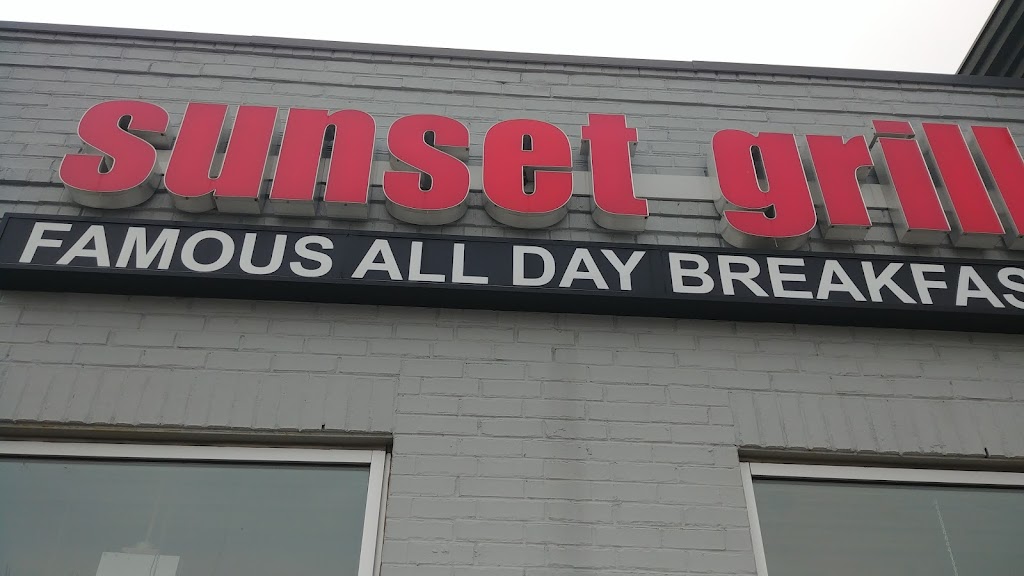 sunset grill
FAMOUS ALL DAY BREAKFAS